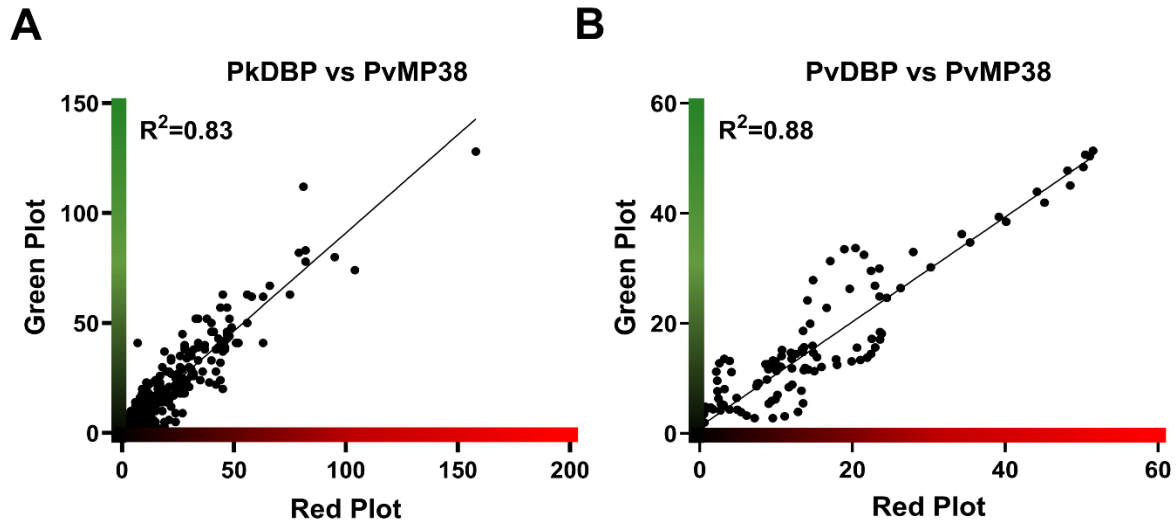 A
PkDBP vs PvMP38
150
R²=0.83
100
50
0
Green Plot
0 50 100 150 200
Red Plot
B
PvDBP vs PvMP38
60
R²=0.88
40
20
0
Green Plot
0 20 40 60
Red Plot